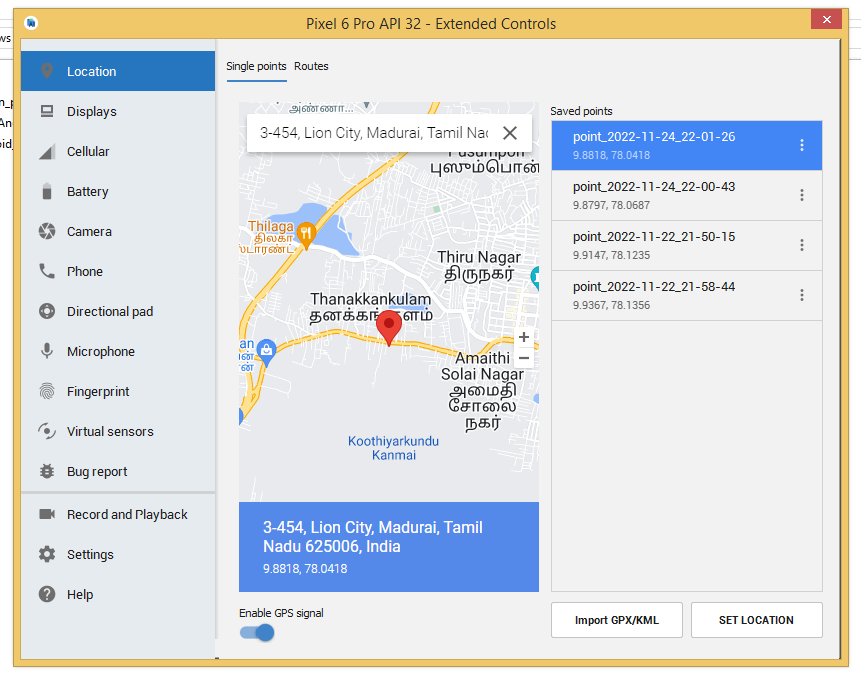 Pixel 6 Pro API 32 - Extended Controls
Location
Displays
Cellular
Battery
Camera
Phone
Directional pad
Microphone
Fingerprint
Virtual sensors
Bug report
Record and Playback
Settings
Help
Single points
Routes
3-454, Lion City, Madurai, Tamil Nad
Thilaga
திலகா
Thiru Nagar
திருநகர்
Thanakkankulam
தனக்கங்குளம்
Amaithi
Solai Nagar
அமைதி
சோலை
நகர்
Koothiyarkundu
Kanmai
புஸும்பொன்
3-454, Lion City, Madurai, Tamil
Nadu 625006, India
9.8818, 78.0418
Enable GPS signal
Saved points
point_2022-11-24_22-01-26
9.8818, 78.0418
point_2022-11-24_22-00-43
9.8797, 78.0687
point_2022-11-22_21-50-15
9.9147, 78.1235
point_2022-11-22_21-58-44
9.9367, 78.1356
Import GPX/KML
SET LOCATION